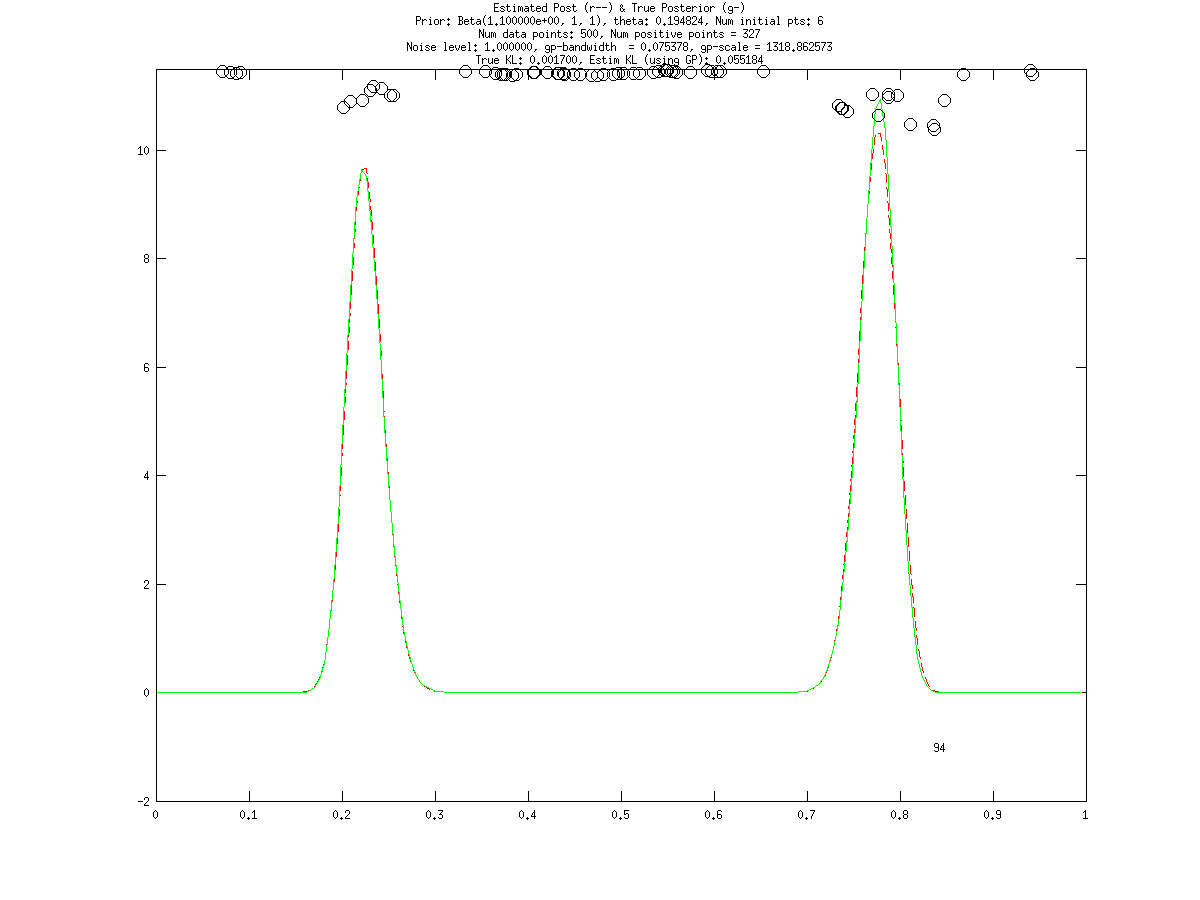 Estimated Post (r--) & True Posterior (g-)
Prior: Beta(1.100000e+00, 1, 1), theta: 0.194824, Num initial pts: 6
Num data points: 500, Num positive points = 327
Noise level: 1.000000, gp-bandwidth  = 0.075378, gp-scale = 1318.862573
True KL: 0.001700, Estim KL (using GP): 0.055184
10
8
6
4
2
0
94
-2
0 0.1 0.2 0.3 0.4 0.5 0.6 0.7 0.8 0.9 1